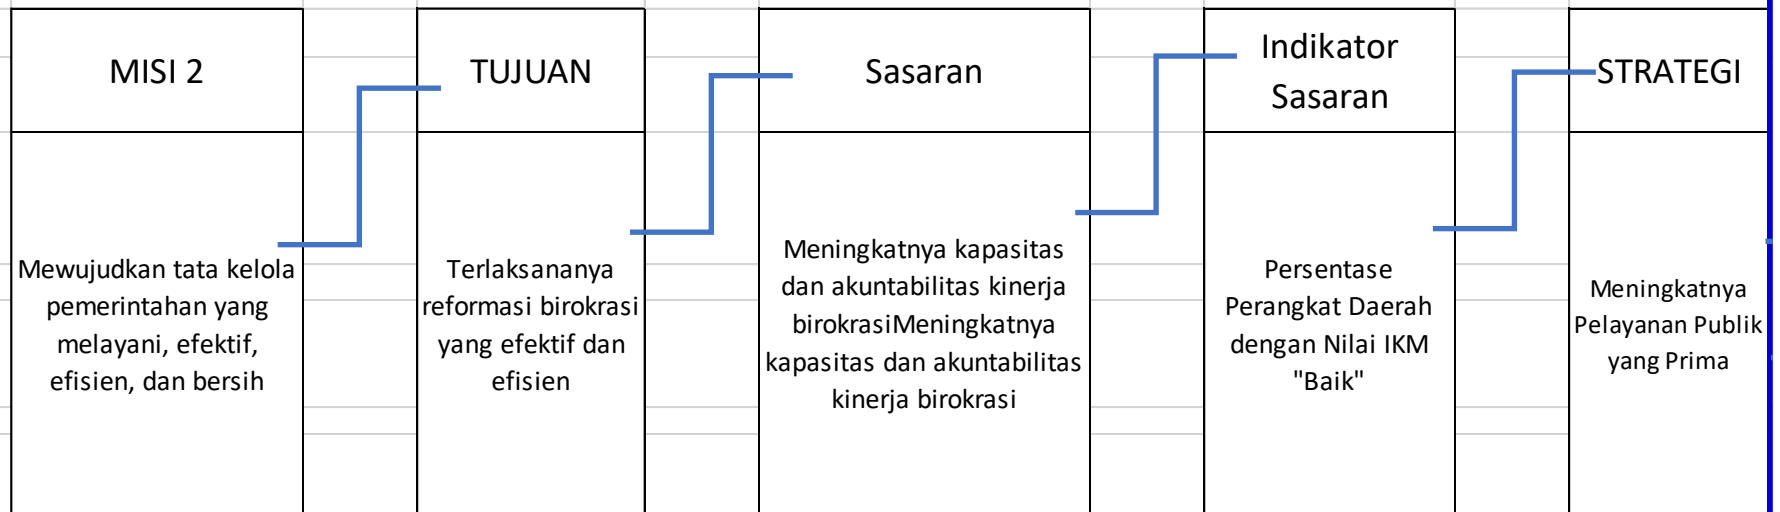 MISI 2
TUJUAN
Sasaran
Indikator
Sasaran
STRATEGI
Mewujudkan tata kelola
pemerintahan yang
melayani, efektif,
efisien, dan bersih
Terlaksananya
reformasi birokrasi
yang efektif dan
efisien
Meningkatnya kapasitas
dan akuntabilitas kinerja
birokrasiMeningkatnya
kapasitas dan akuntabilitas
kinerja birokrasi
Persentase
Perangkat Daerah
dengan Nilai IKM
"Baik"
Meningkatnya
Pelayanan Publik
yang Prima